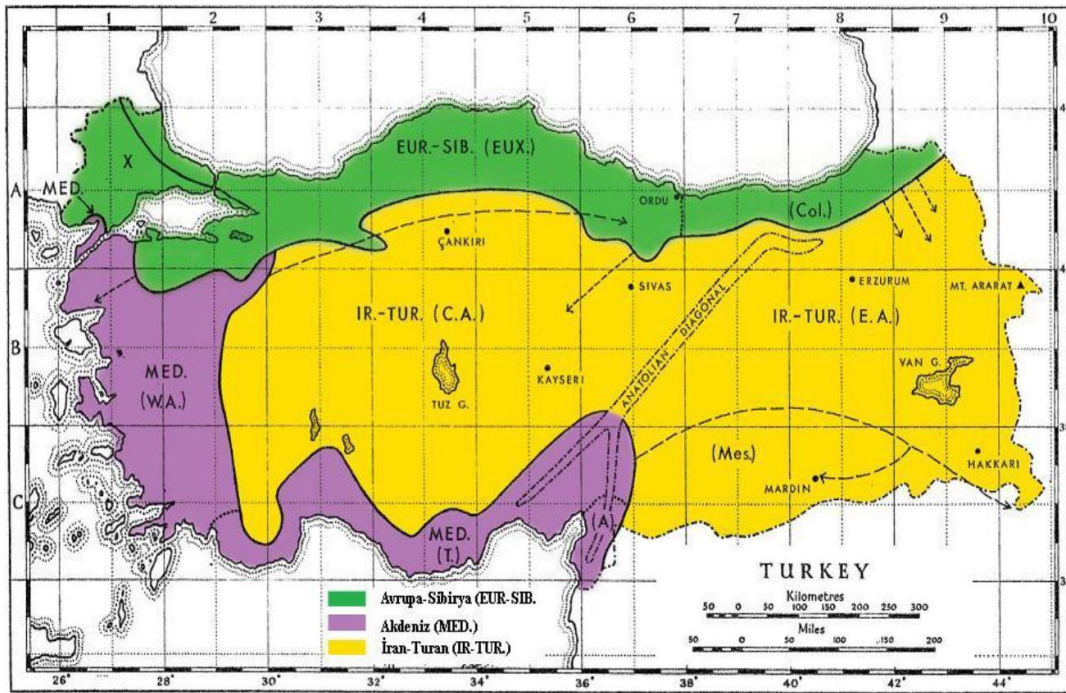 1 2 3 4 5 6 7 8 9 10
X
EUR.-SIB. (EUX.)
A
MED.
ORDU
(Col.)
ÇANKIRI
SIVAS
ERZURUM
MT. ARARAT
IR.-TUR. (C.A.)
ANATOLIAN DIAGONAL
IR.-TUR. (E.A.)
B
MED.
(W.A.)
TUZ G.
KAYSERI
VAN G.
(Mes.)
HAKKARI
MARDIN
C
MED.
(T.)
(A)
TURKEY
Kilometres
50 0 50 100 150 200 300
Miles
50 0 50 100 150 200
Avrupa-Sibirya (EUR-SIB.
Akdeniz (MED.)
İran-Turan (IR-TUR.)
26° 28° 30° 32° 34 36 38 40 42° 44°